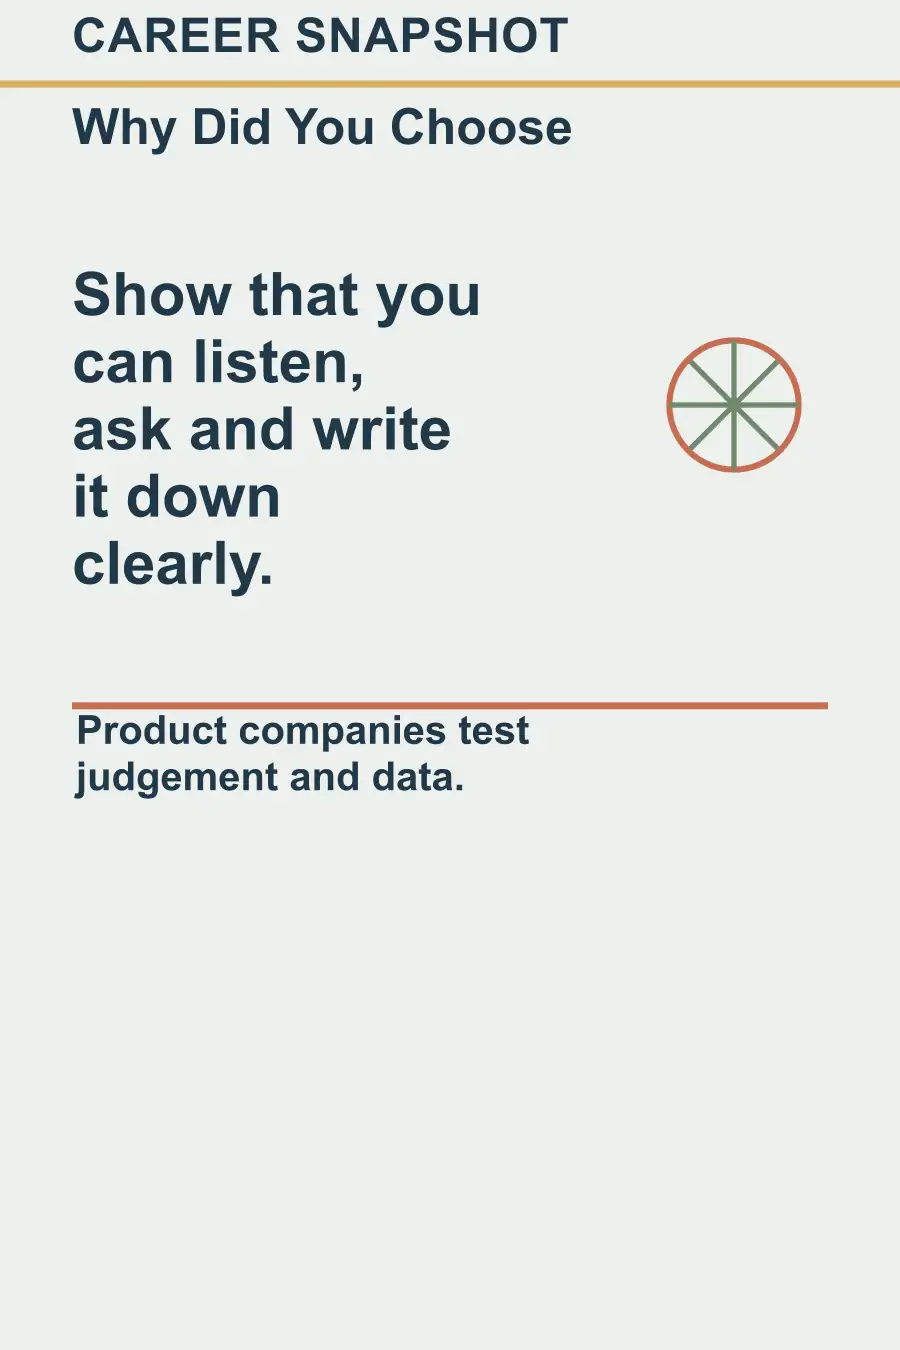 CAREER SNAPSHOT
Why Did You Choose
Show that you
can listen,
ask and write
it down
clearly.
Product companies test
judgement and data.